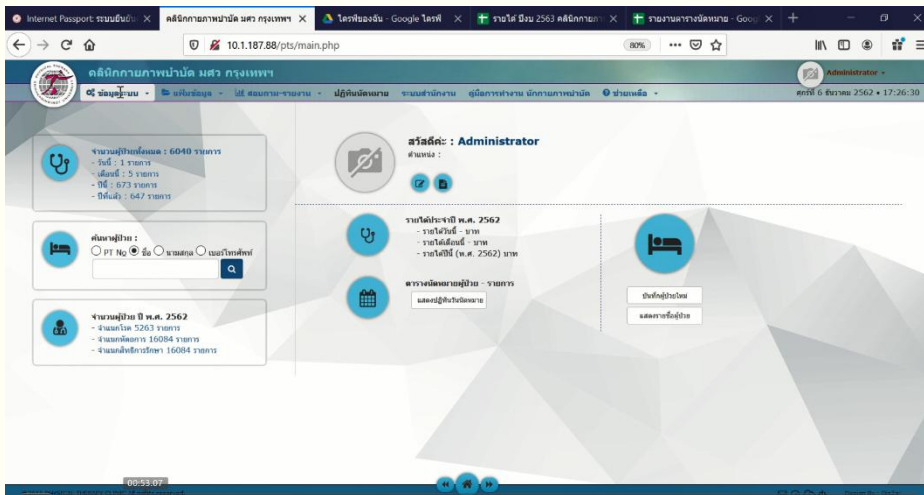 Internet Passport: ระบบยืนยัน
คลินิกกายภาพบำบัด มศว กรุงเทพฯ
ไดรฟ์ของฉัน - Google ไดรฟ์
รายได้ ปีงบ 2563 คลินิกกายภา
รายงานตารางนัดหมาย - Goog
10.1.187.88/pts/main.php
80%
คลินิกกายภาพบำบัด มศว กรุงเทพฯ
Administrator
ข้อมูลระบบ
แฟ้มข้อมูล
สอบถาม-รายงาน
ปฏิทินนัดหมาย
ระบบสำนักงาน
คู่มือการทำงาน นักกายภาพบำบัด
ช่วยเหลือ
ศุกร์ที่ 6 ธันวาคม 2562 • 17:26:30
จำนวนผู้ป่วยทั้งหมด : 6040 รายการ
- วันนี้ : 1 รายการ
- เดือนนี้ : 5 รายการ
- ปีนี้ : 673 รายการ
- ปีที่แล้ว : 647 รายการ
ค้นหาผู้ป่วย :
PT No ชื่อ นามสกุล เบอร์โทรศัพท์
จำนวนผู้ป่วย ปี พ.ศ. 2562
- จำแนกโรค 5263 รายการ
- จำแนกหัตถการ 16084 รายการ
- จำแนกสิทธิการรักษา 16084 รายการ
สวัสดีค่ะ : Administrator
ตำแหน่ง :
รายได้ประจำปี พ.ศ. 2562
- รายได้วันนี้ - บาท
- รายได้เดือนนี้ - บาท
- รายได้ปีนี้ (พ.ศ. 2562) บาท
ตารางนัดหมายผู้ป่วย - รายการ
แสดงปฏิทินวันนัดหมาย
บันทึกผู้ป่วยใหม่
แสดงรายชื่อผู้ป่วย
00:53.07